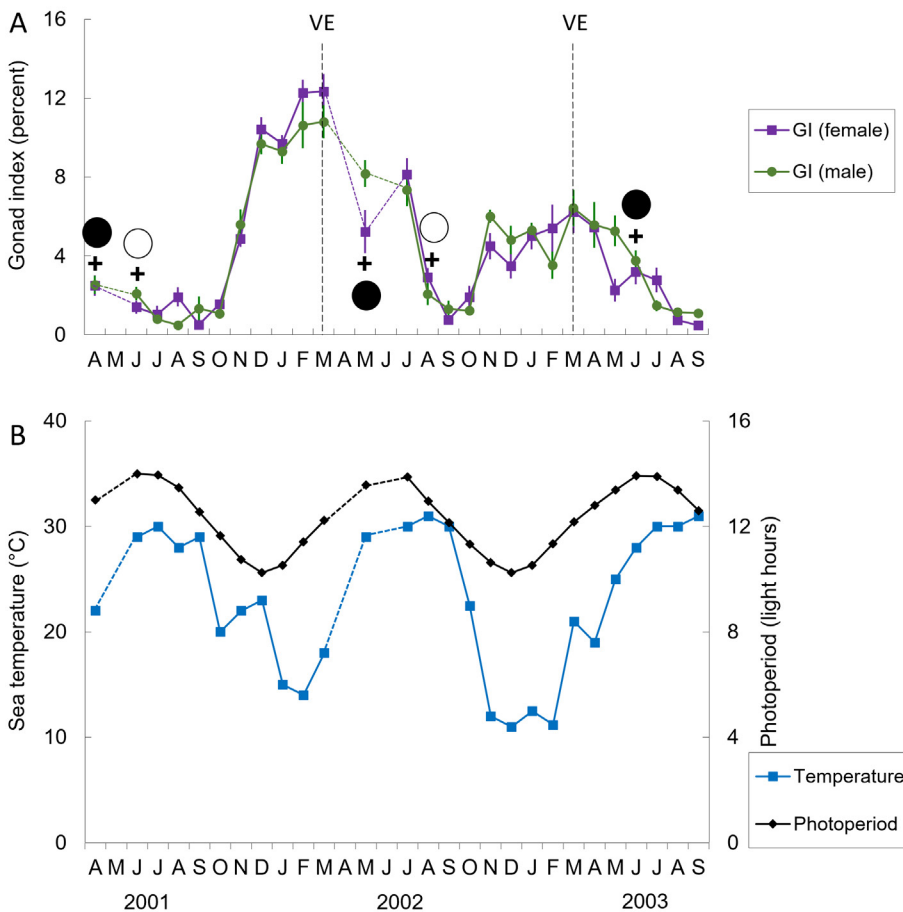 A
VE
VE
Gonad index (percent)
16
12
8
4
0
GI (female)
GI (male)
A M J J A S O N D J F M A M J J A S O N D J F M A M J J A S
B
Sea temperature (°C)
40
30
20
10
0
Photoperiod (light hours)
16
12
8
4
0
Temperature
Photoperiod
A M J J A S O N D J F M A M J J A S O N D J F M A M J J A S
2001 2002 2003